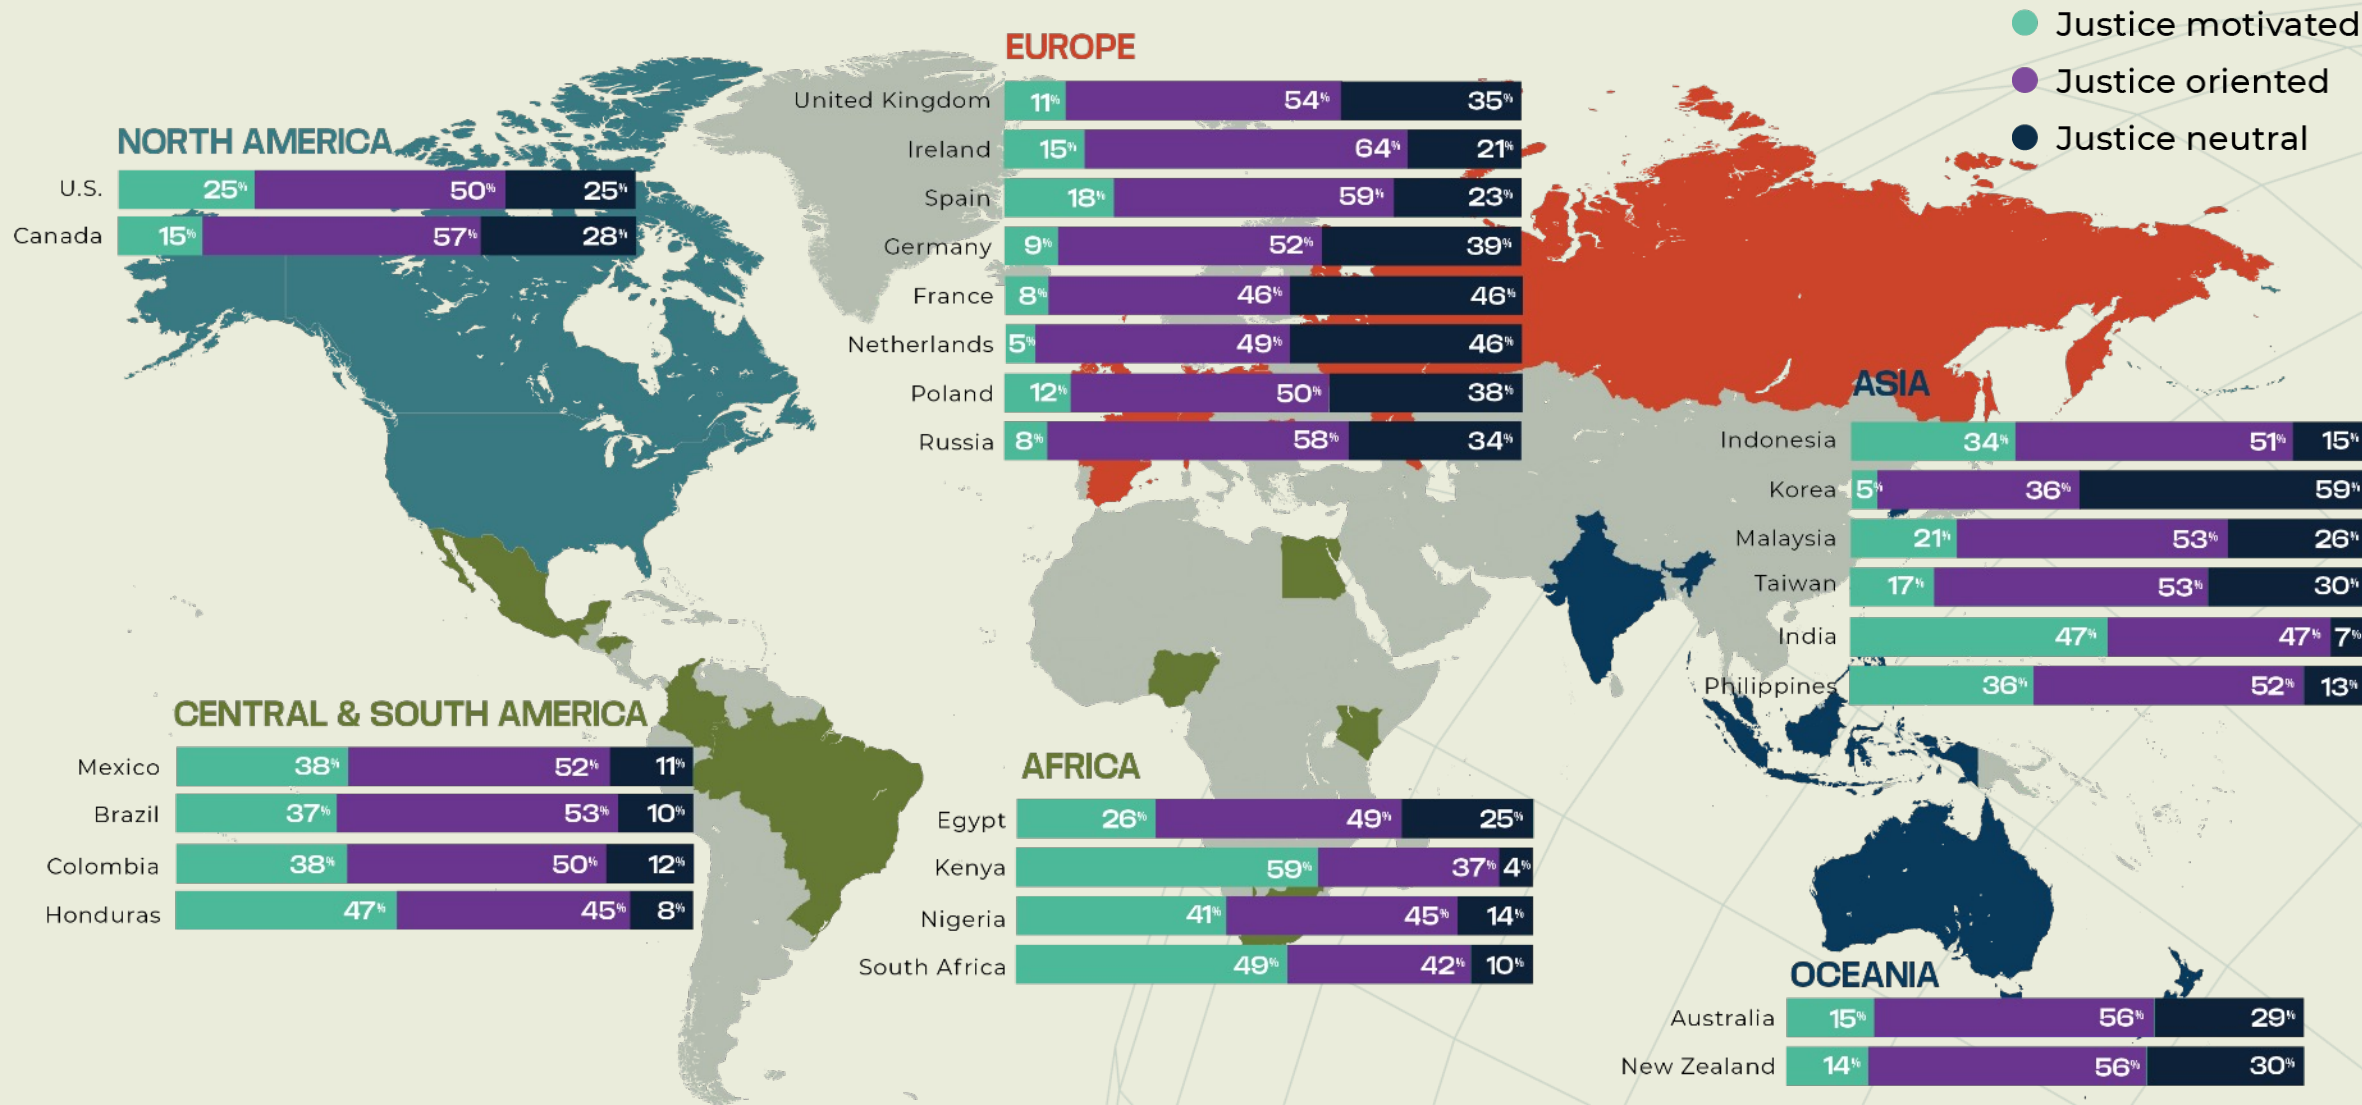 Justice motivated
Justice oriented
Justice neutral
NORTH AMERICA
U.S. 25% 50% 25%
Canada 15% 57% 28%
EUROPE
United Kingdom 11% 54% 35%
Ireland 15% 64% 21%
Spain 18% 59% 23%
Germany 9% 52% 39%
France 8% 46% 46%
Netherlands 5% 49% 46%
Poland 12% 50% 38%
Russia 8% 58% 34%
ASIA
Indonesia 34% 51% 15%
Korea 5% 36% 59%
Malaysia 21% 53% 26%
Taiwan 17% 53% 30%
India 47% 47% 7%
Philippines 36% 52% 13%
CENTRAL & SOUTH AMERICA
Mexico 38% 52% 11%
Brazil 37% 53% 10%
Colombia 38% 50% 12%
Honduras 47% 45% 8%
AFRICA
Egypt 26% 49% 25%
Kenya 59% 37% 4%
Nigeria 41% 45% 14%
South Africa 49% 42% 10%
OCEANIA
Australia 15% 56% 29%
New Zealand 14% 56% 30%